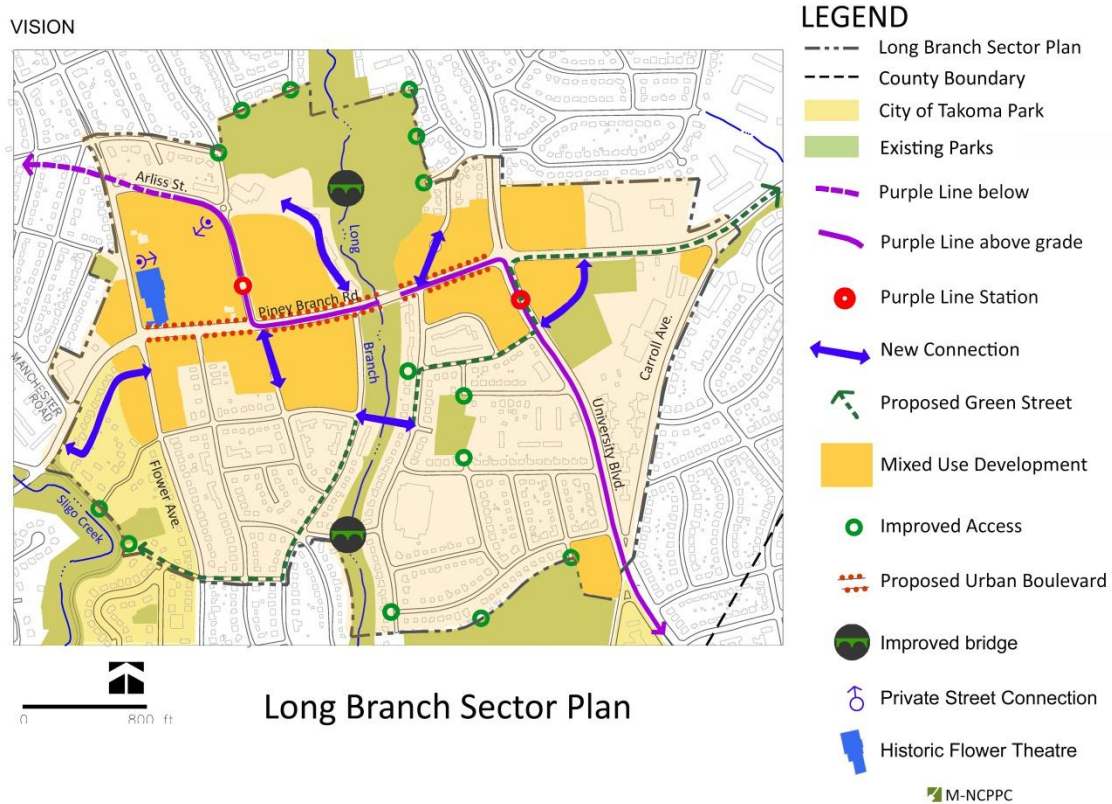 VISION
Arliss St.
Long
Piney Branch Rd.
Branch
MANCHESTER
ROAD
Carroll Ave.
University Blvd.
Flower Ave.
Sligo Creek
0 800 ft
Long Branch Sector Plan
LEGEND
Long Branch Sector Plan
County Boundary
City of Takoma Park
Existing Parks
Purple Line below
Purple Line above grade
Purple Line Station
New Connection
Proposed Green Street
Mixed Use Development
Improved Access
Proposed Urban Boulevard
Improved bridge
Private Street Connection
Historic Flower Theatre
M-NCPPC